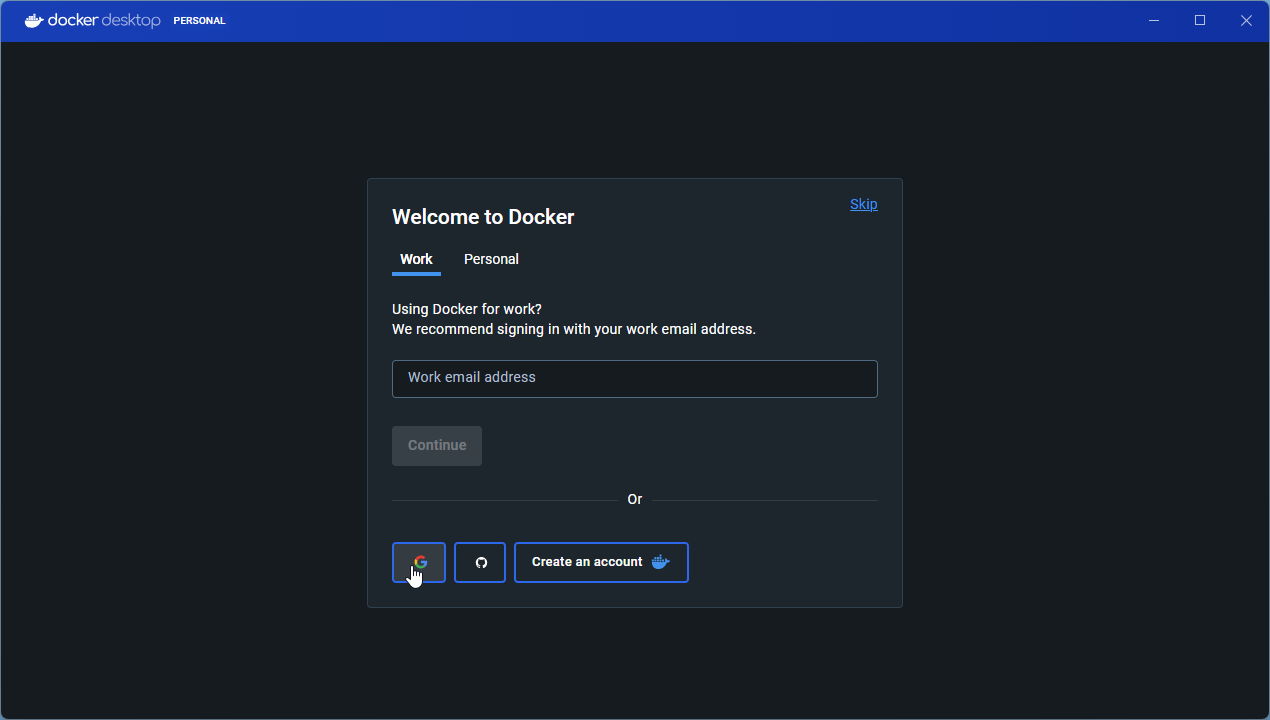 docker desktop PERSONAL
Skip
Welcome to Docker
Work Personal
Using Docker for work?
We recommend signing in with your work email address.
Work email address
Continue
Or
Create an account